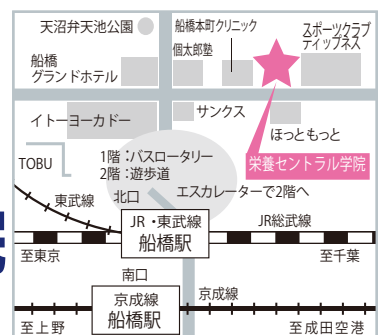 天沼弁天池公園
船橋本町クリニック
個太郎塾
スポーツクラブ
ティップネス
船橋
グランドホテル
イトーヨーカドー
サンクス
ほっともっと
TOBU
1階：バスロータリー
2階：遊歩道
栄養セントラル学院
北口
エスカレーターで2階へ
東武線
JR・東武線
船橋駅
JR総武線
至東京
至千葉
南口
京成線
船橋駅
京成線
至上野
至成田空港